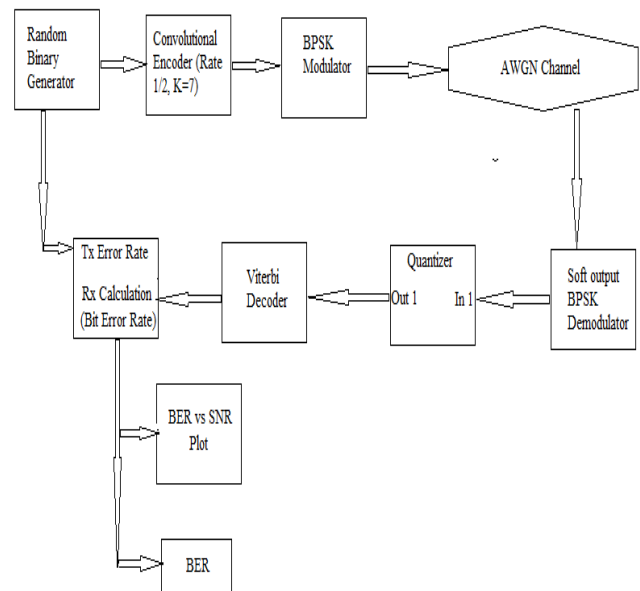 Random
Binary
Generator
Convolutional
Encoder (Rate
1/2, K=7)
BPSK
Modulator
AWGN Channel
Tx Error Rate
Rx Calculation
(Bit Error Rate)
Viterbi
Decoder
Quantizer
Out 1 In 1
Soft output
BPSK
Demodulator
BER vs SNR
Plot
BER